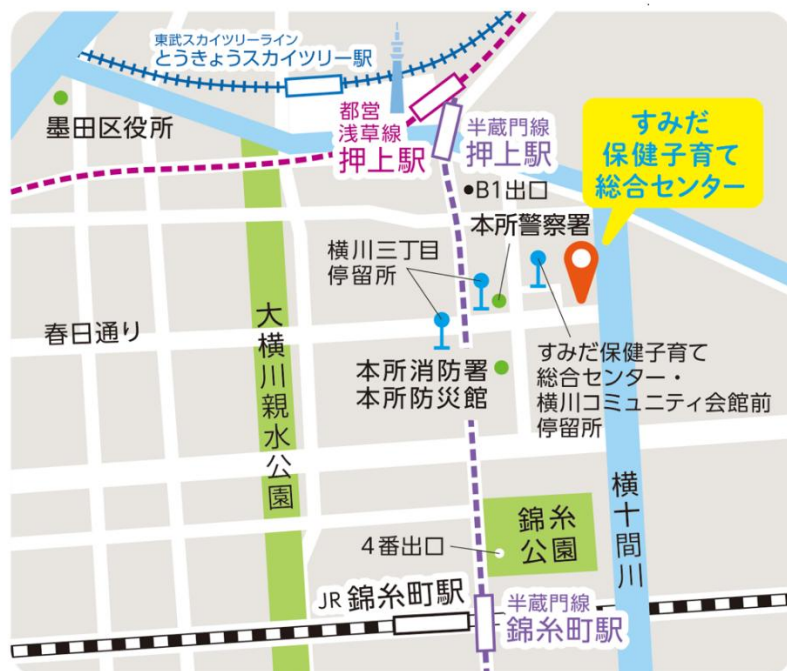 東武スカイツリーライン
とうきょうスカイツリー駅
墨田区役所
都営
浅草線
押上駅
半蔵門線
押上駅
すみだ
保健子育て
総合センター
●B1出口
本所警察署
横川三丁目
停留所
春日通り
大横川親水公園
すみだ保健子育て
総合センター・
横川コミュニティ会館前
停留所
本所消防署
本所防災館
横十間川
錦糸
公園
4番出口
JR 錦糸町駅
半蔵門線
錦糸町駅